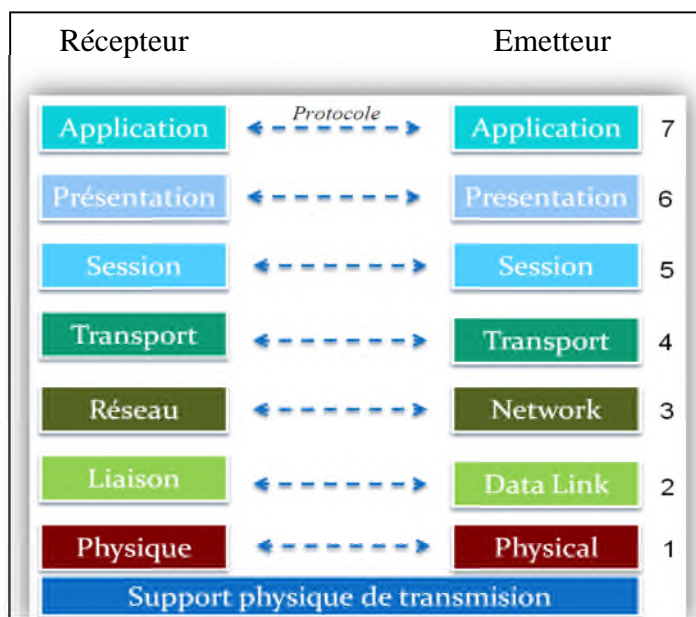 Récepteur Emetteur
Protocole
Application Application 7
Présentation Presentation 6
Session Session 5
Transport Transport 4
Réseau Network 3
Liaison Data Link 2
Physique Physical 1
Support physique de transmision